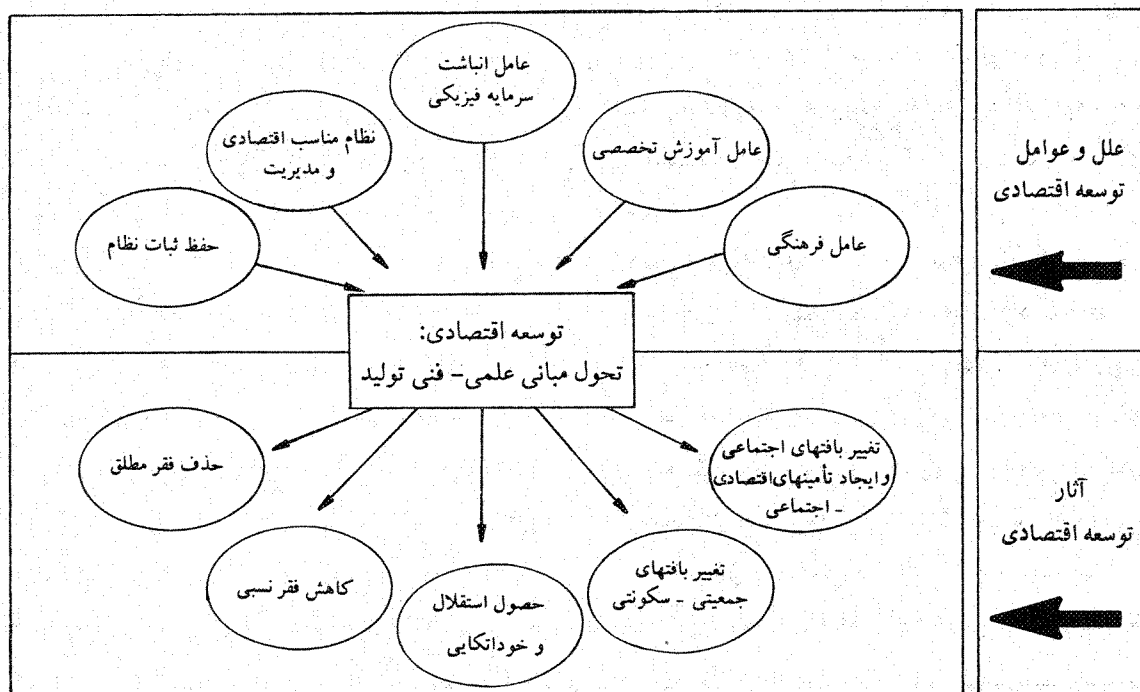 علل و عوامل
توسعه اقتصادی
عامل فرهنگی
عامل آموزش تخصصی
عامل انباشت
سرمایه فیزیکی
نظام مناسب اقتصادی
و مدیریت
حفظ ثبات نظام
توسعه اقتصادی:
تحول مبانی علمی- فنی تولید
آثار
توسعه اقتصادی
تغییر بافتهای اجتماعی
و ایجاد تأمینهای اقتصادی
- اجتماعی
تغییر بافتهای
جمعیتی - سکونتی
حصول استقلال
و خوداتکایی
کاهش فقر نسبی
حذف فقر مطلق